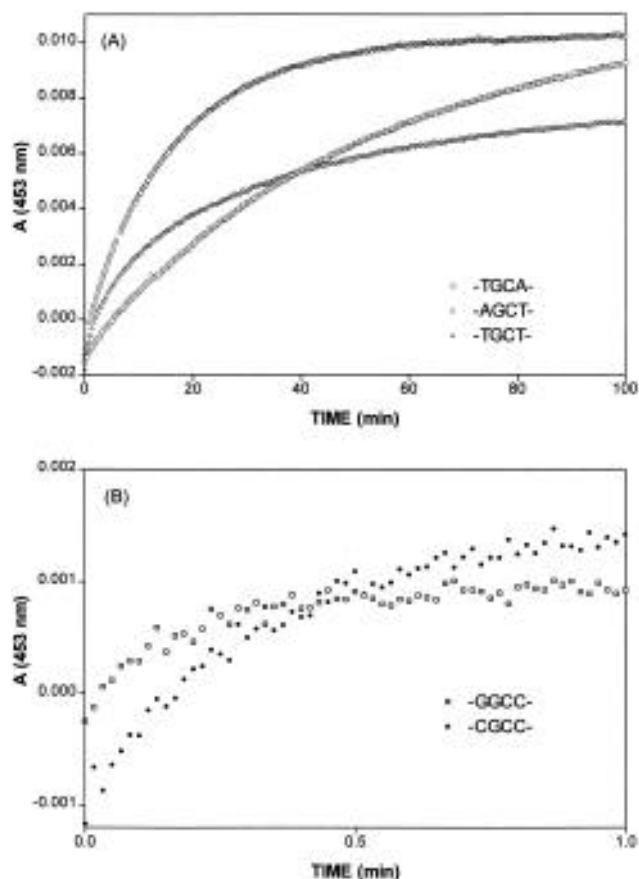 (A)
0.010
0.008
0.006
0.004
0.002
0.000
-0.002
A (453 nm)
-TGCA-
-AGCT-
-TGCT-
0
20
40
60
80
100
TIME (min)
(B)
0.002
0.001
0.000
-0.001
A (453 nm)
-GGCC-
-CGCC-
0.0
0.5
1.0
TIME (min)